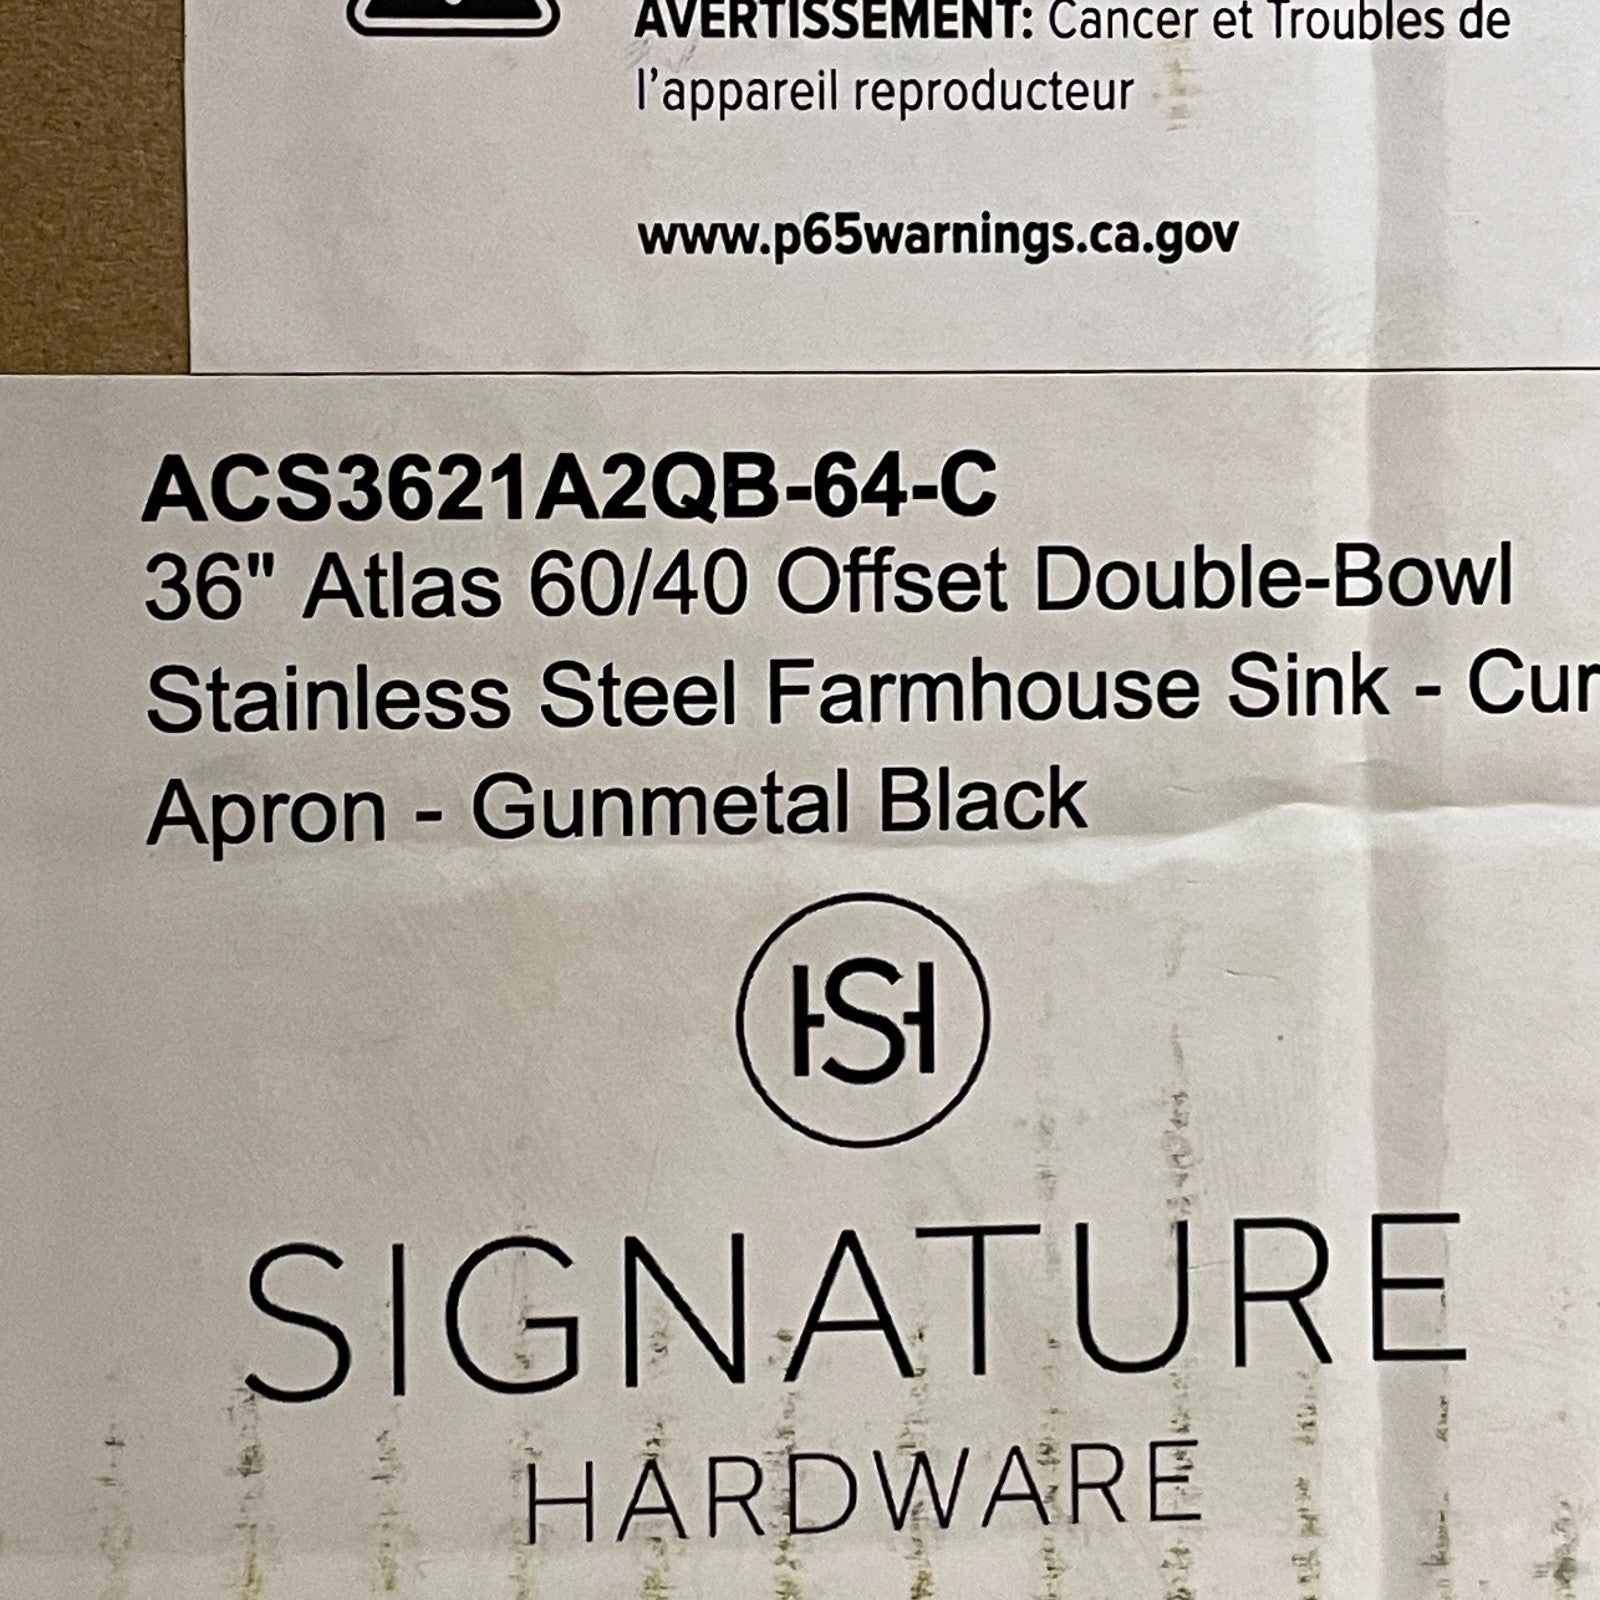 AVERTISSEMENT: Cancer et Troubles de
l'appareil reproducteur
www.p65warnings.ca.gov
ACS3621A2QB-64-C
36" Atlas 60/40 Offset Double-Bowl
Stainless Steel Farmhouse Sink - Cur
Apron - Gunmetal Black
HSH
SIGNATURE
HARDWARE